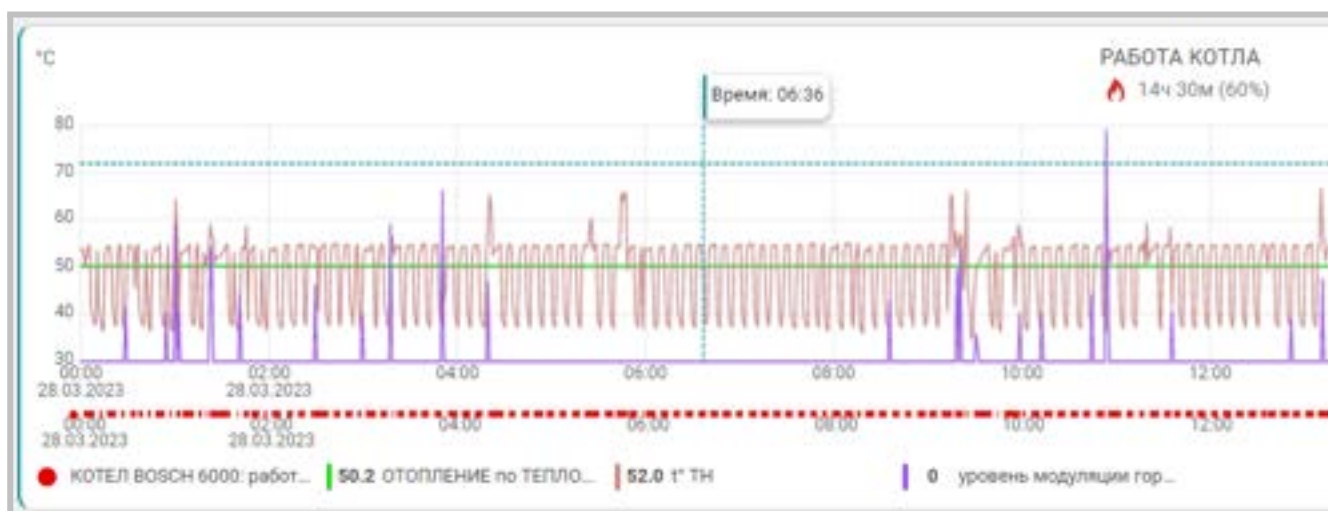 °C
РАБОТА КОТЛА
14ч 30м (60%)
Время: 06:36
80
70
60
50
40
30
00:00 02:00 04:00 06:00 08:00 10:00 12:00
28.03.2023 28.03.2023
00:00 02:00 04:00 06:00 08:00 10:00 12:00
28.03.2023 28.03.2023
КОТЕЛ BOSCH 6000: работ... 50.2 ОТОПЛЕНИЕ по ТЕПЛО... 52.0 t° ТН 0 уровень модуляции гор...